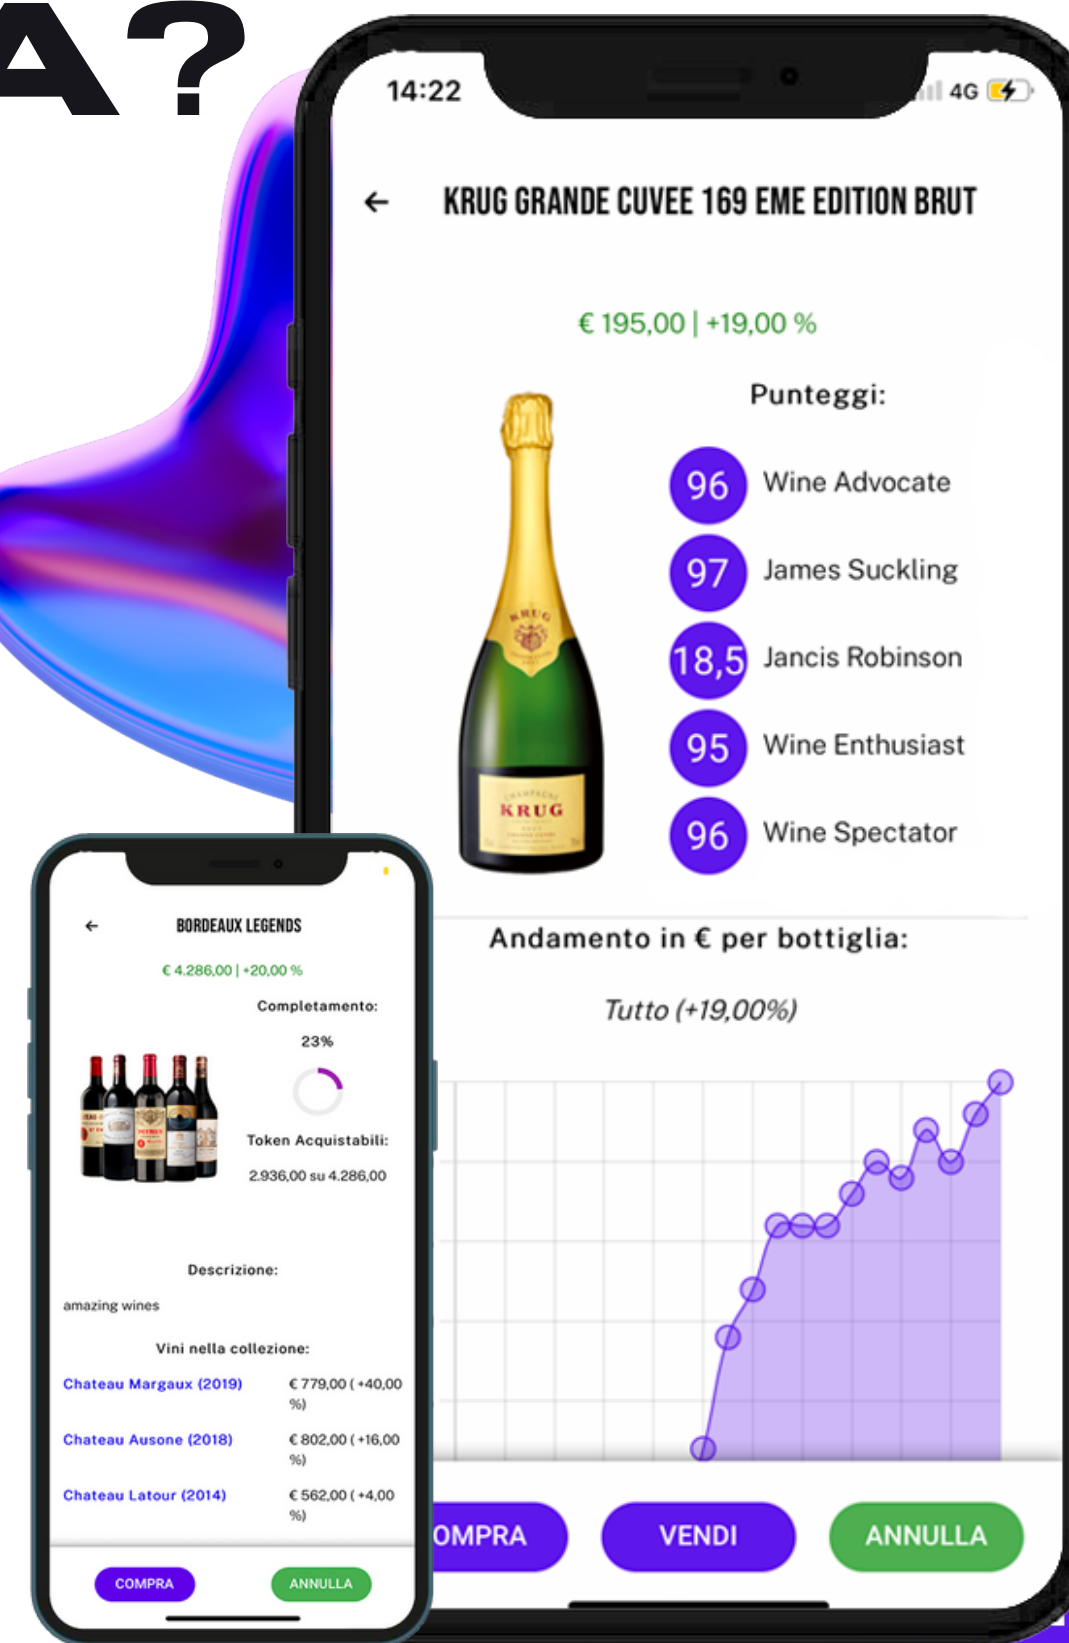 A?
14:22
4G
KRUG GRANDE CUVEE 169 EME EDITION BRUT
€ 195,00 | +19,00 %
Punteggi:
96 Wine Advocate
97 James Suckling
18,5 Jancis Robinson
95 Wine Enthusiast
96 Wine Spectator
KRUG
CHAMPAGNE
KRUG
Andamento in € per bottiglia:
Tutto (+19,00%)
OMPRA
VENDI
ANNULLA
BORDEAUX LEGENDS
€ 4.286,00 | +20,00 %
Completamento:
23%
Token Acquistabili:
2.936,00 su 4.286,00
Descrizione:
amazing wines
Vini nella collezione:
Chateau Margaux (2019) € 779,00 ( +40,00
%)
Chateau Ausone (2018) € 802,00 ( +16,00
%)
Chateau Latour (2014) € 562,00 ( +4,00
%)
COMPRA
ANNULLA